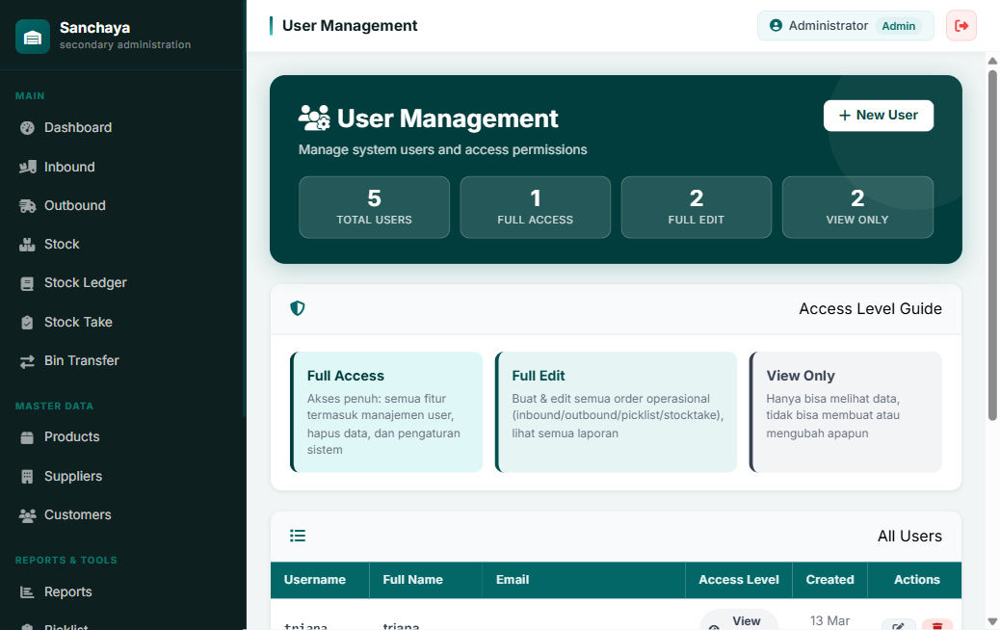 Sanchaya
secondary administration
MAIN
Dashboard
Inbound
Outbound
Stock
Stock Ledger
Stock Take
Bin Transfer
MASTER DATA
Products
Suppliers
Customers
REPORTS & TOOLS
Reports
Picklist
User Management
Administrator Admin
User Management
New User
Manage system users and access permissions
5
TOTAL USERS
1
FULL ACCESS
2
FULL EDIT
2
VIEW ONLY
Access Level Guide
Full Access
Akses penuh: semua fitur
termasuk manajemen user,
hapus data, dan pengaturan
sistem
Full Edit
Buat & edit semua order operasional
(inbound/outbound/picklist/stocktake),
lihat semua laporan
View Only
Hanya bisa melihat data,
tidak bisa membuat atau
mengubah apapun
All Users
Username Full Name Email Access Level Created Actions
triana triana View 13 Mar